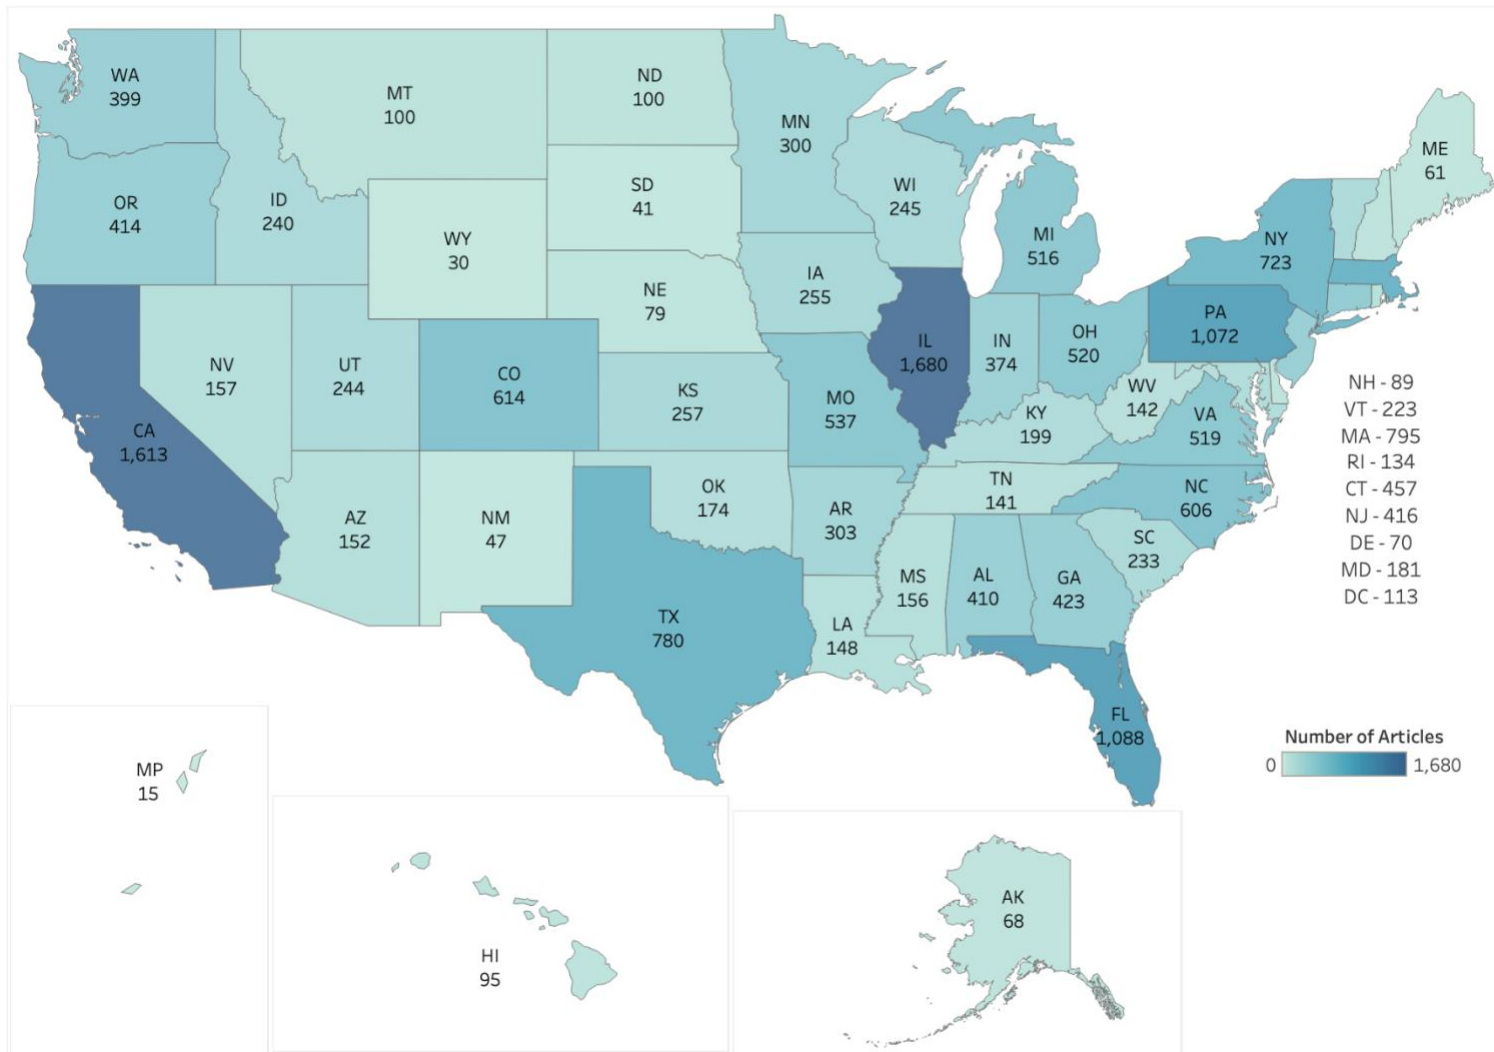 WA
399
MT
100
ND
100
MN
300
ME
61
OR
414
ID
240
SD
41
WI
245
WY
30
MI
516
NY
723
IA
255
NE
79
PA
1,072
IL
1,680
IN
374
OH
520
NV
157
UT
244
CO
614
KS
257
MO
537
WV
142
VA
519
KY
199
CA
1,613
NH - 89
VT - 223
MA - 795
RI - 134
CT - 457
NJ - 416
DE - 70
MD - 181
DC - 113
AZ
152
NM
47
OK
174
AR
303
TN
141
NC
606
SC
233
MS
156
AL
410
GA
423
TX
780
LA
148
FL
1,088
Number of Articles
0 1,680
MP
15
HI
95
AK
68